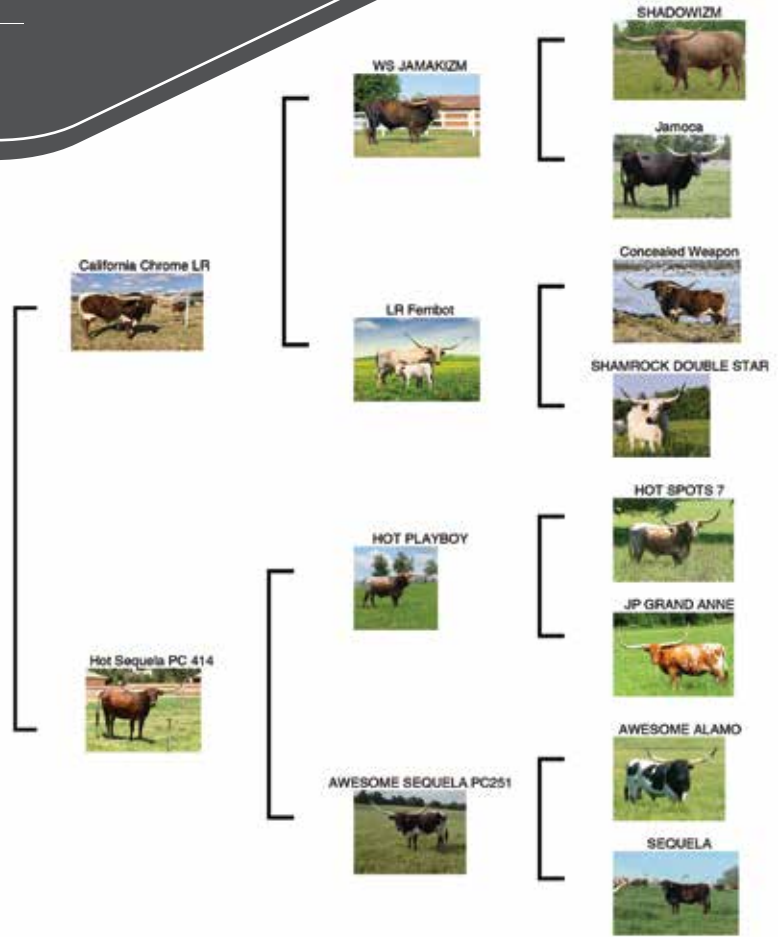 SHADOWIZM
WS JAMAKIZM
Jamoca
California Chrome LR
Concealed Weapon
LR Fembot
SHAMROCK DOUBLE STAR
HOT SPOTS 7
HOT PLAYBOY
JP GRAND ANNE
Hot Sequela PC 414
AWESOME ALAMO
AWESOME SEQUELA PC251
SEQUELA